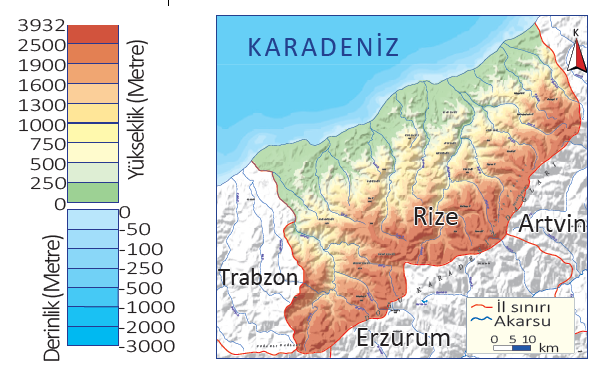 3932
2500
1900
1600
1300
1000
750
500
250
0
Yükseklik (Metre)
0
-50
-100
-250
-500
-1000
-2000
-3000
Derinlik (Metre)
KARADENİZ
K
Rize
Artvin
Trabzon
Erzurum
İl sınırı
Akarsu
0 5 10 km